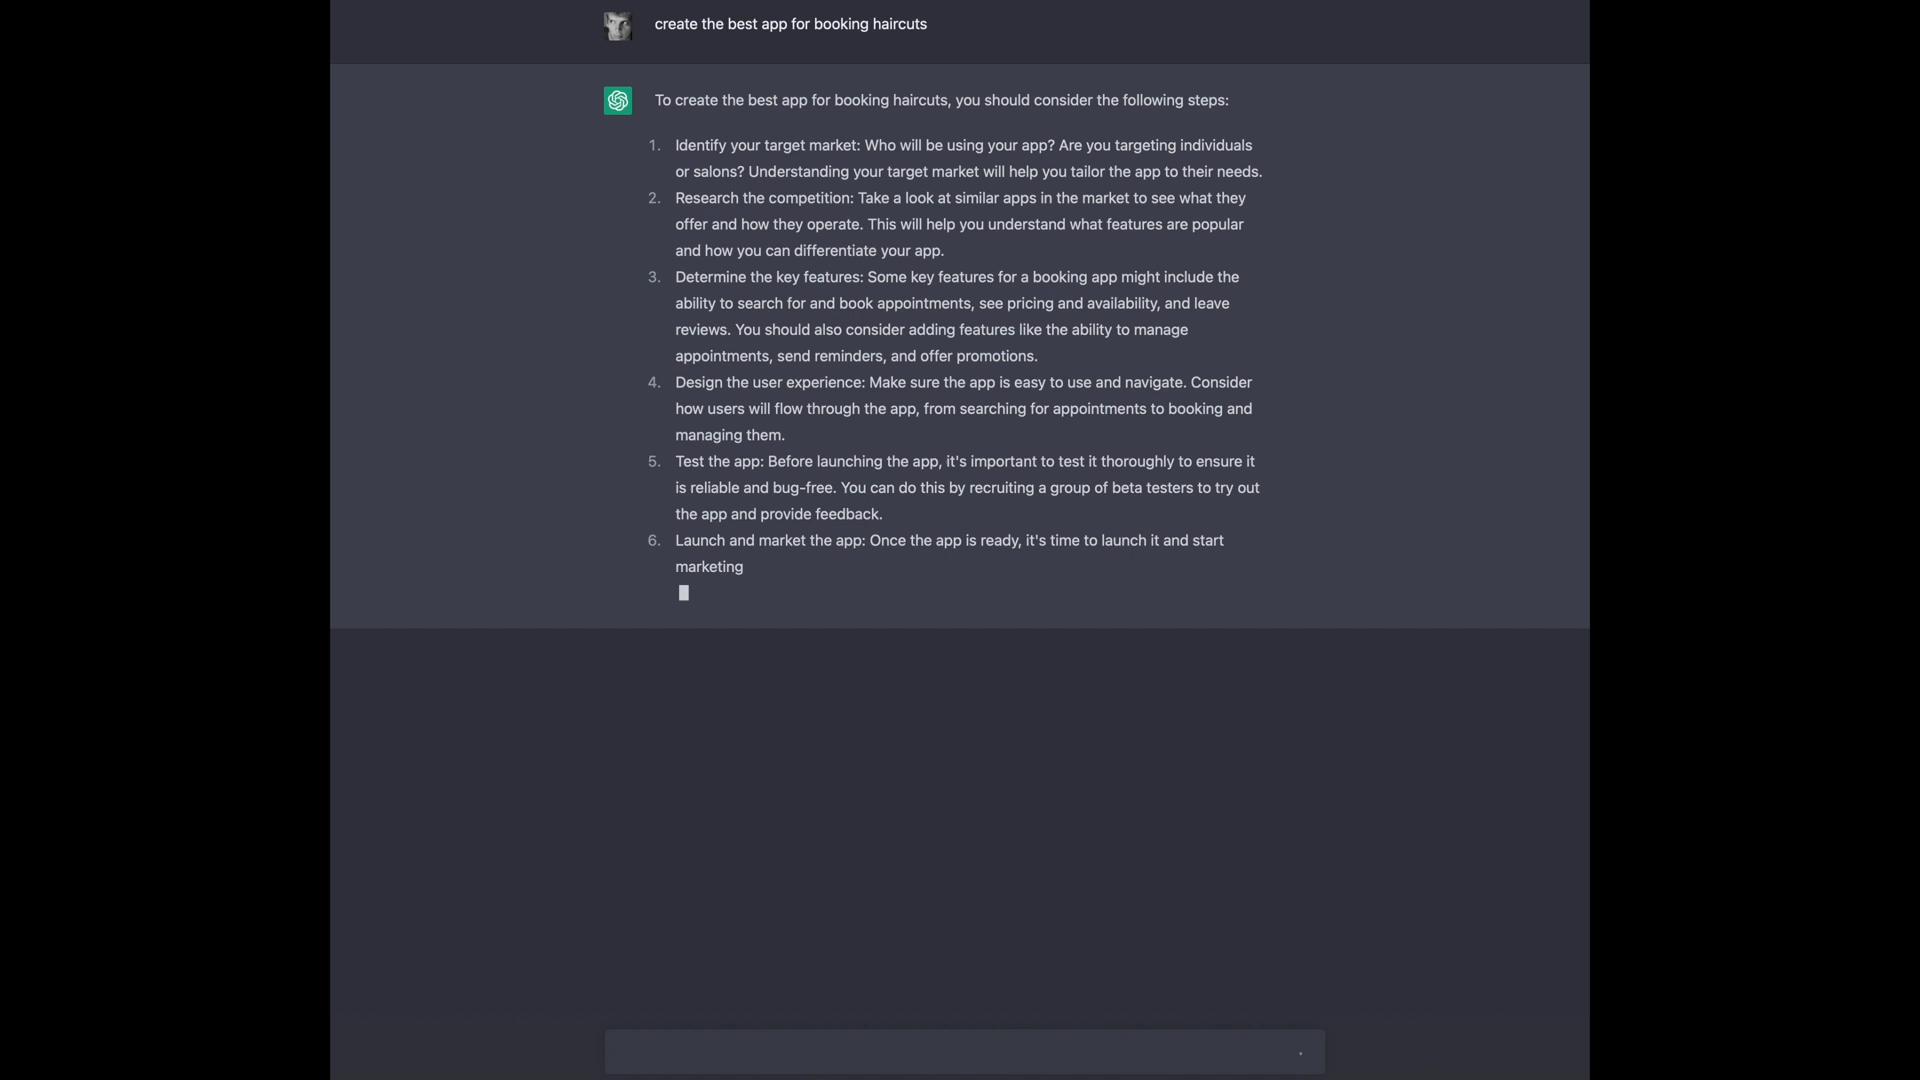 create the best app for booking haircuts
To create the best app for booking haircuts, you should consider the following steps:
1. Identify your target market: Who will be using your app? Are you targeting individuals
or salons? Understanding your target market will help you tailor the app to their needs.
2. Research the competition: Take a look at similar apps in the market to see what they
offer and how they operate. This will help you understand what features are popular
and how you can differentiate your app.
3. Determine the key features: Some key features for a booking app might include the
ability to search for and book appointments, see pricing and availability, and leave
reviews. You should also consider adding features like the ability to manage
appointments, send reminders, and offer promotions.
4. Design the user experience: Make sure the app is easy to use and navigate. Consider
how users will flow through the app, from searching for appointments to booking and
managing them.
5. Test the app: Before launching the app, it's important to test it thoroughly to ensure it
is reliable and bug-free. You can do this by recruiting a group of beta testers to try out
the app and provide feedback.
6. Launch and market the app: Once the app is ready, it's time to launch it and start
marketing